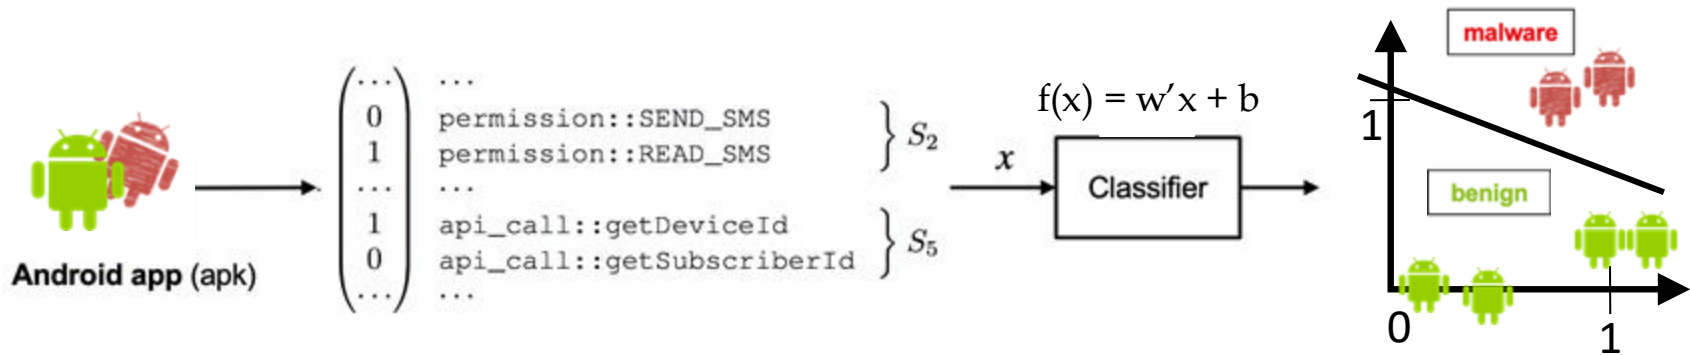 Android app (apk)
... ...
0 permission::SEND_SMS
1 permission::READ_SMS
S2
... ...
1 api_call::getDeviceId
0 api_call::getSubscriberId
S5
... ...
x
f(x) = w′x + b
Classifier
malware
1
benign
0
1